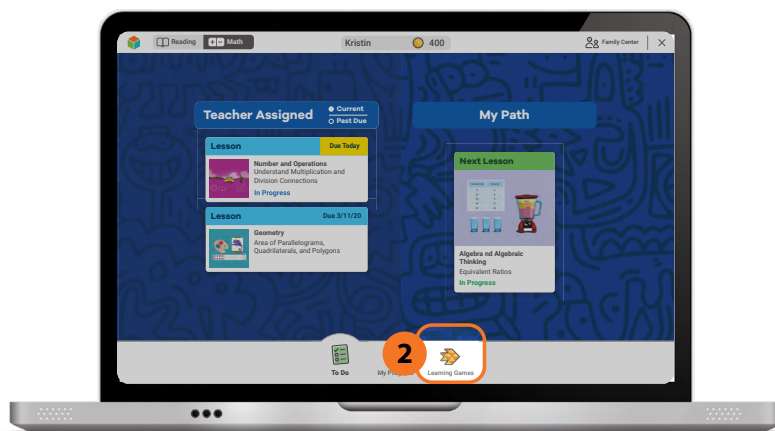 Reading
Math
Kristin
400
Family Center
Teacher Assigned
Current
Past Due
My Path
Lesson
Due Today
Number and Operations
Understand Multiplication and
Division Connections
In Progress
Lesson
Due 3/11/20
Geometry
Area of Parallelograms,
Quadrilaterals, and Polygons
Next Lesson
Algebra nd Algebraic
Thinking
Equivalent Ratios
In Progress
2
To Do
My
Learning Games